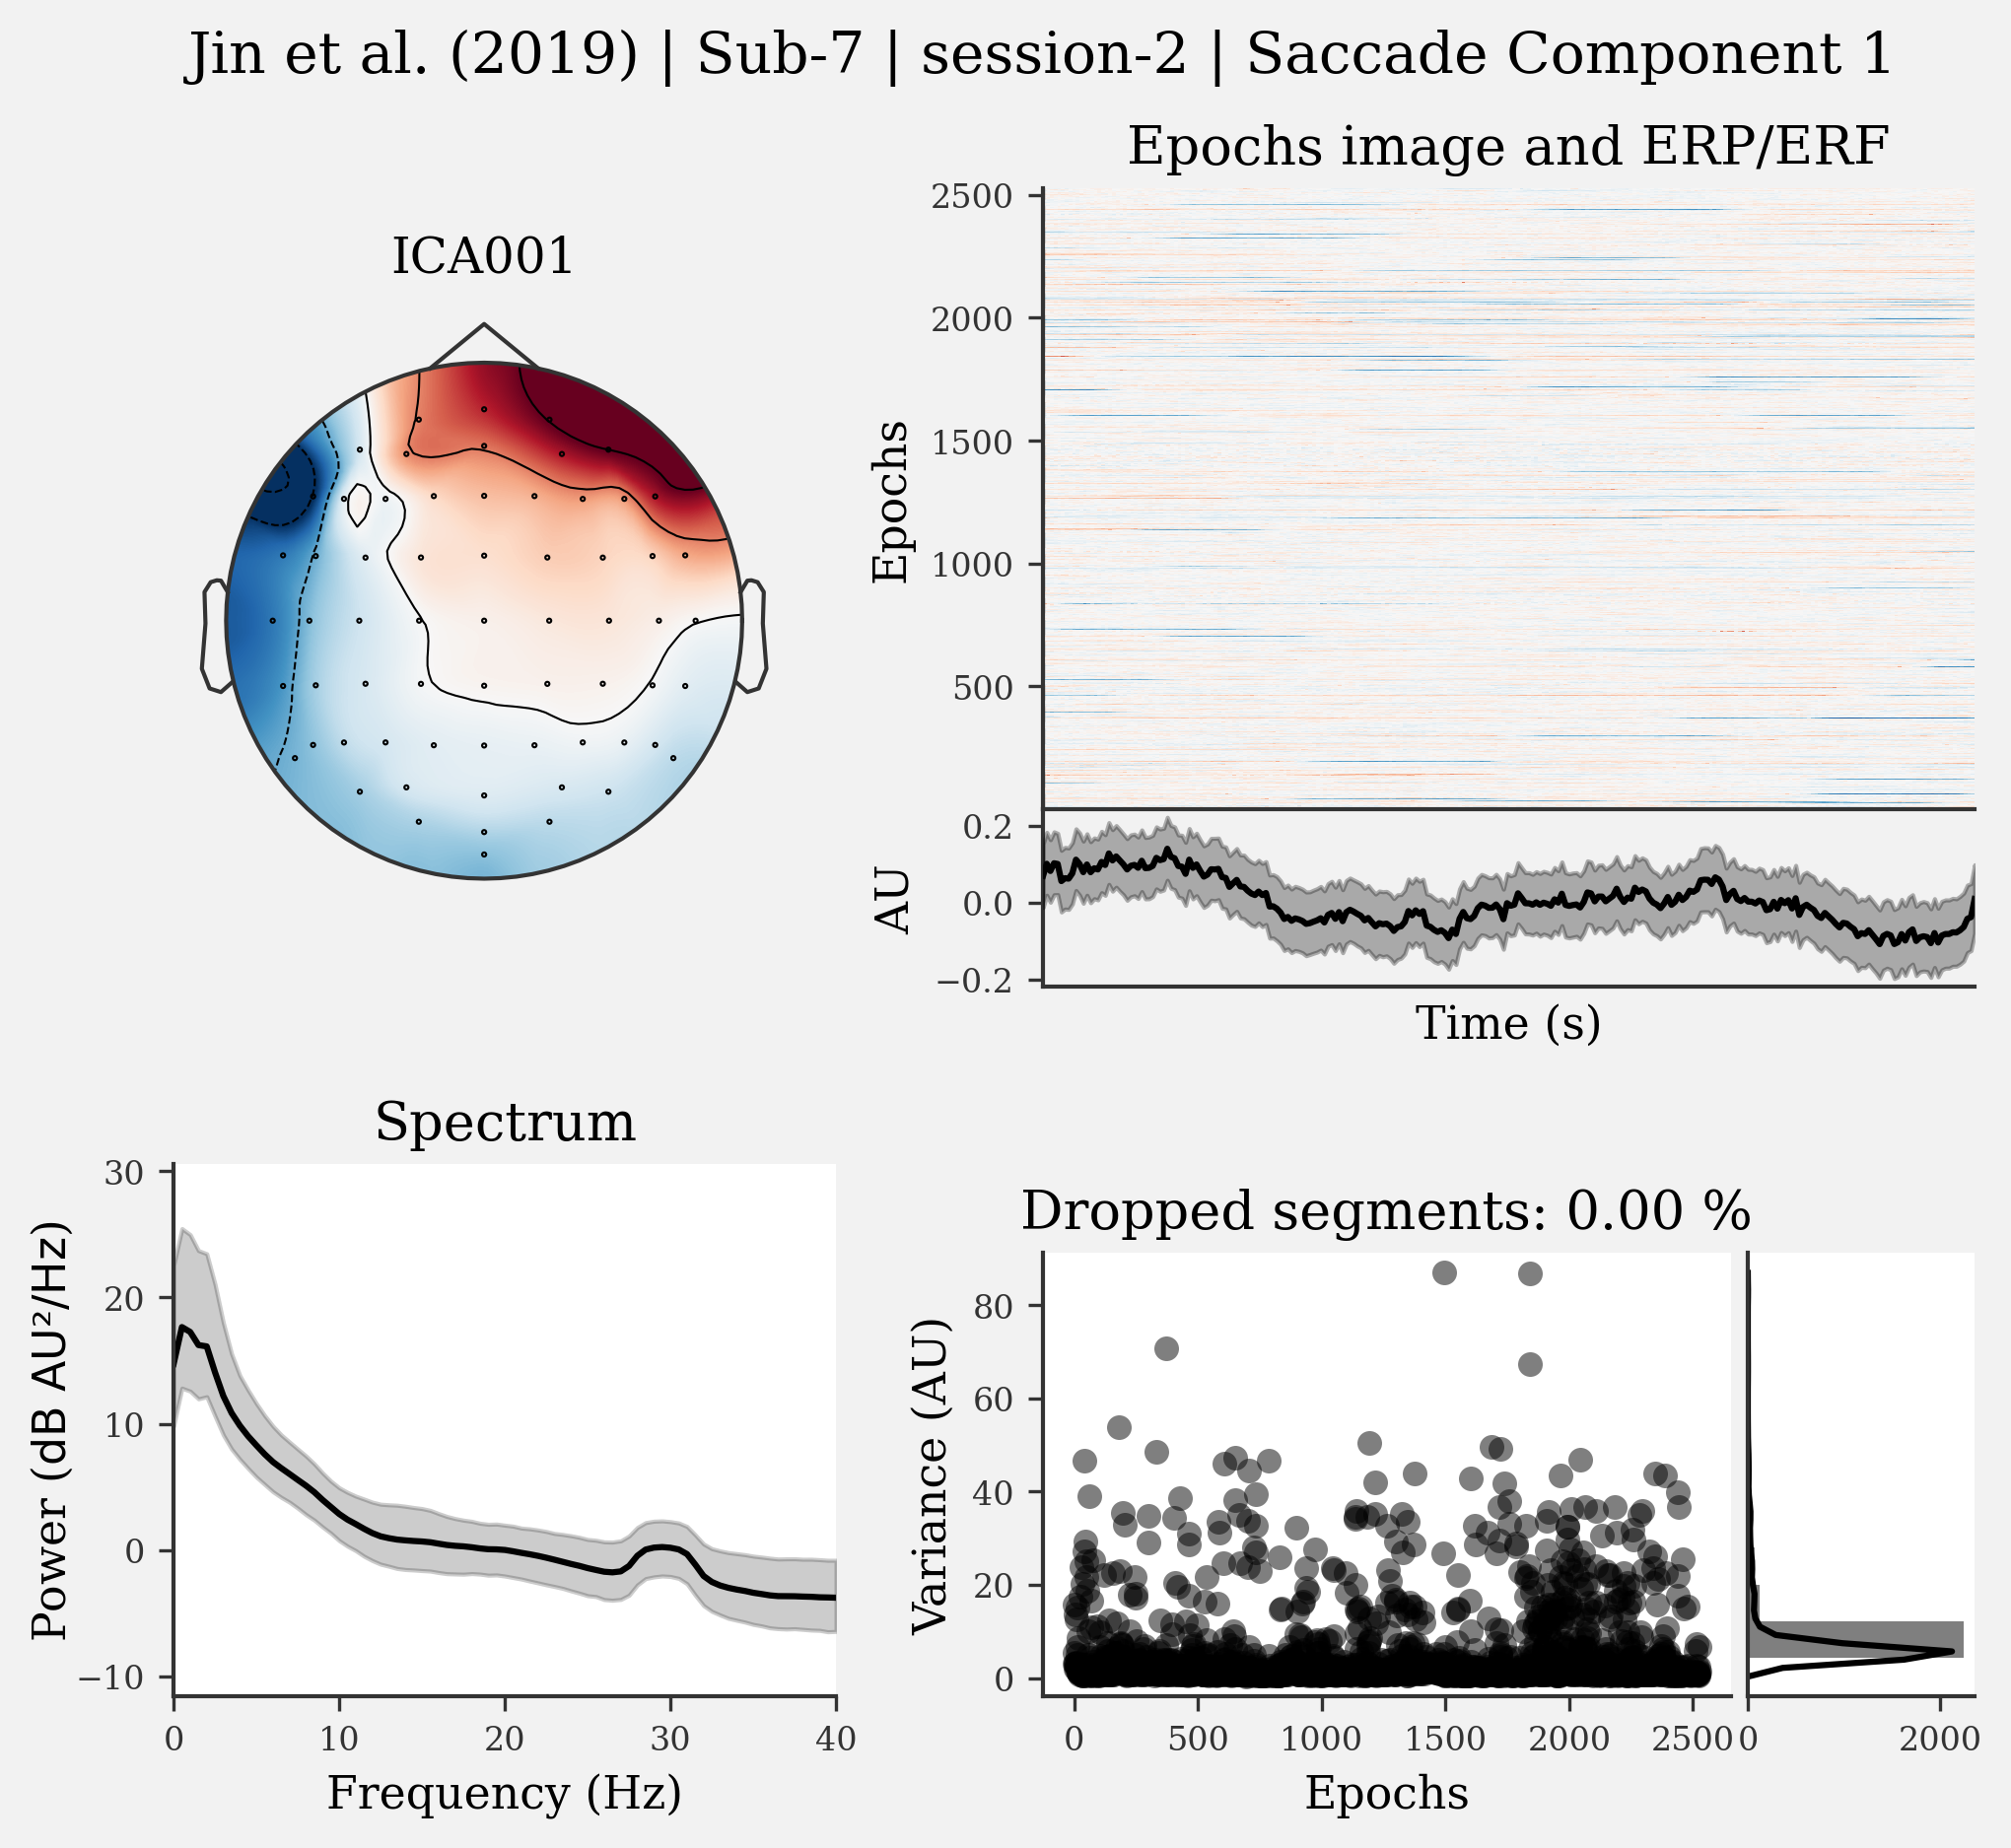 Jin et al. (2019) | Sub-7 | session-2 | Saccade Component 1
ICA001
Epochs image and ERP/ERF
2500
2000
1500
1000
500
Epochs
0.2
0.0
−0.2
AU
Time (s)
Spectrum
30
20
10
0
−10
Power (dB AU²/Hz)
0 10 20 30 40
Frequency (Hz)
Dropped segments: 0.00 %
80
60
40
20
0
Variance (AU)
0 500 1000 1500 2000 2500
Epochs
0 2000